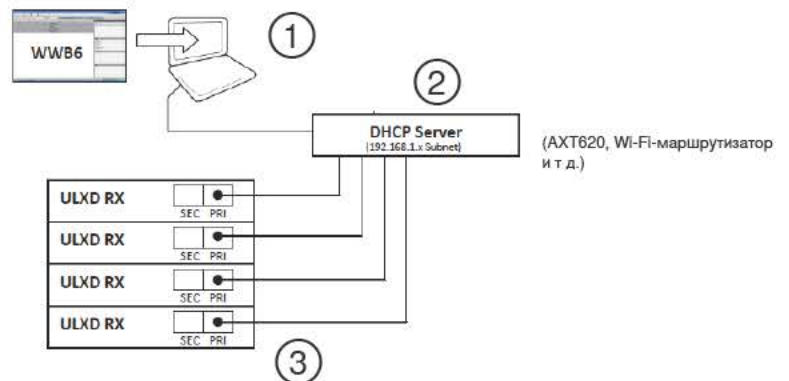 WWB6
1
2
DHCP Server
(192.168.1.x Subnet)
(AXT620, Wi-Fi-маршрутизатор
и т д.)
ULXD RX
SEC PRI
ULXD RX
SEC PRI
ULXD RX
SEC PRI
ULXD RX
SEC PRI
3